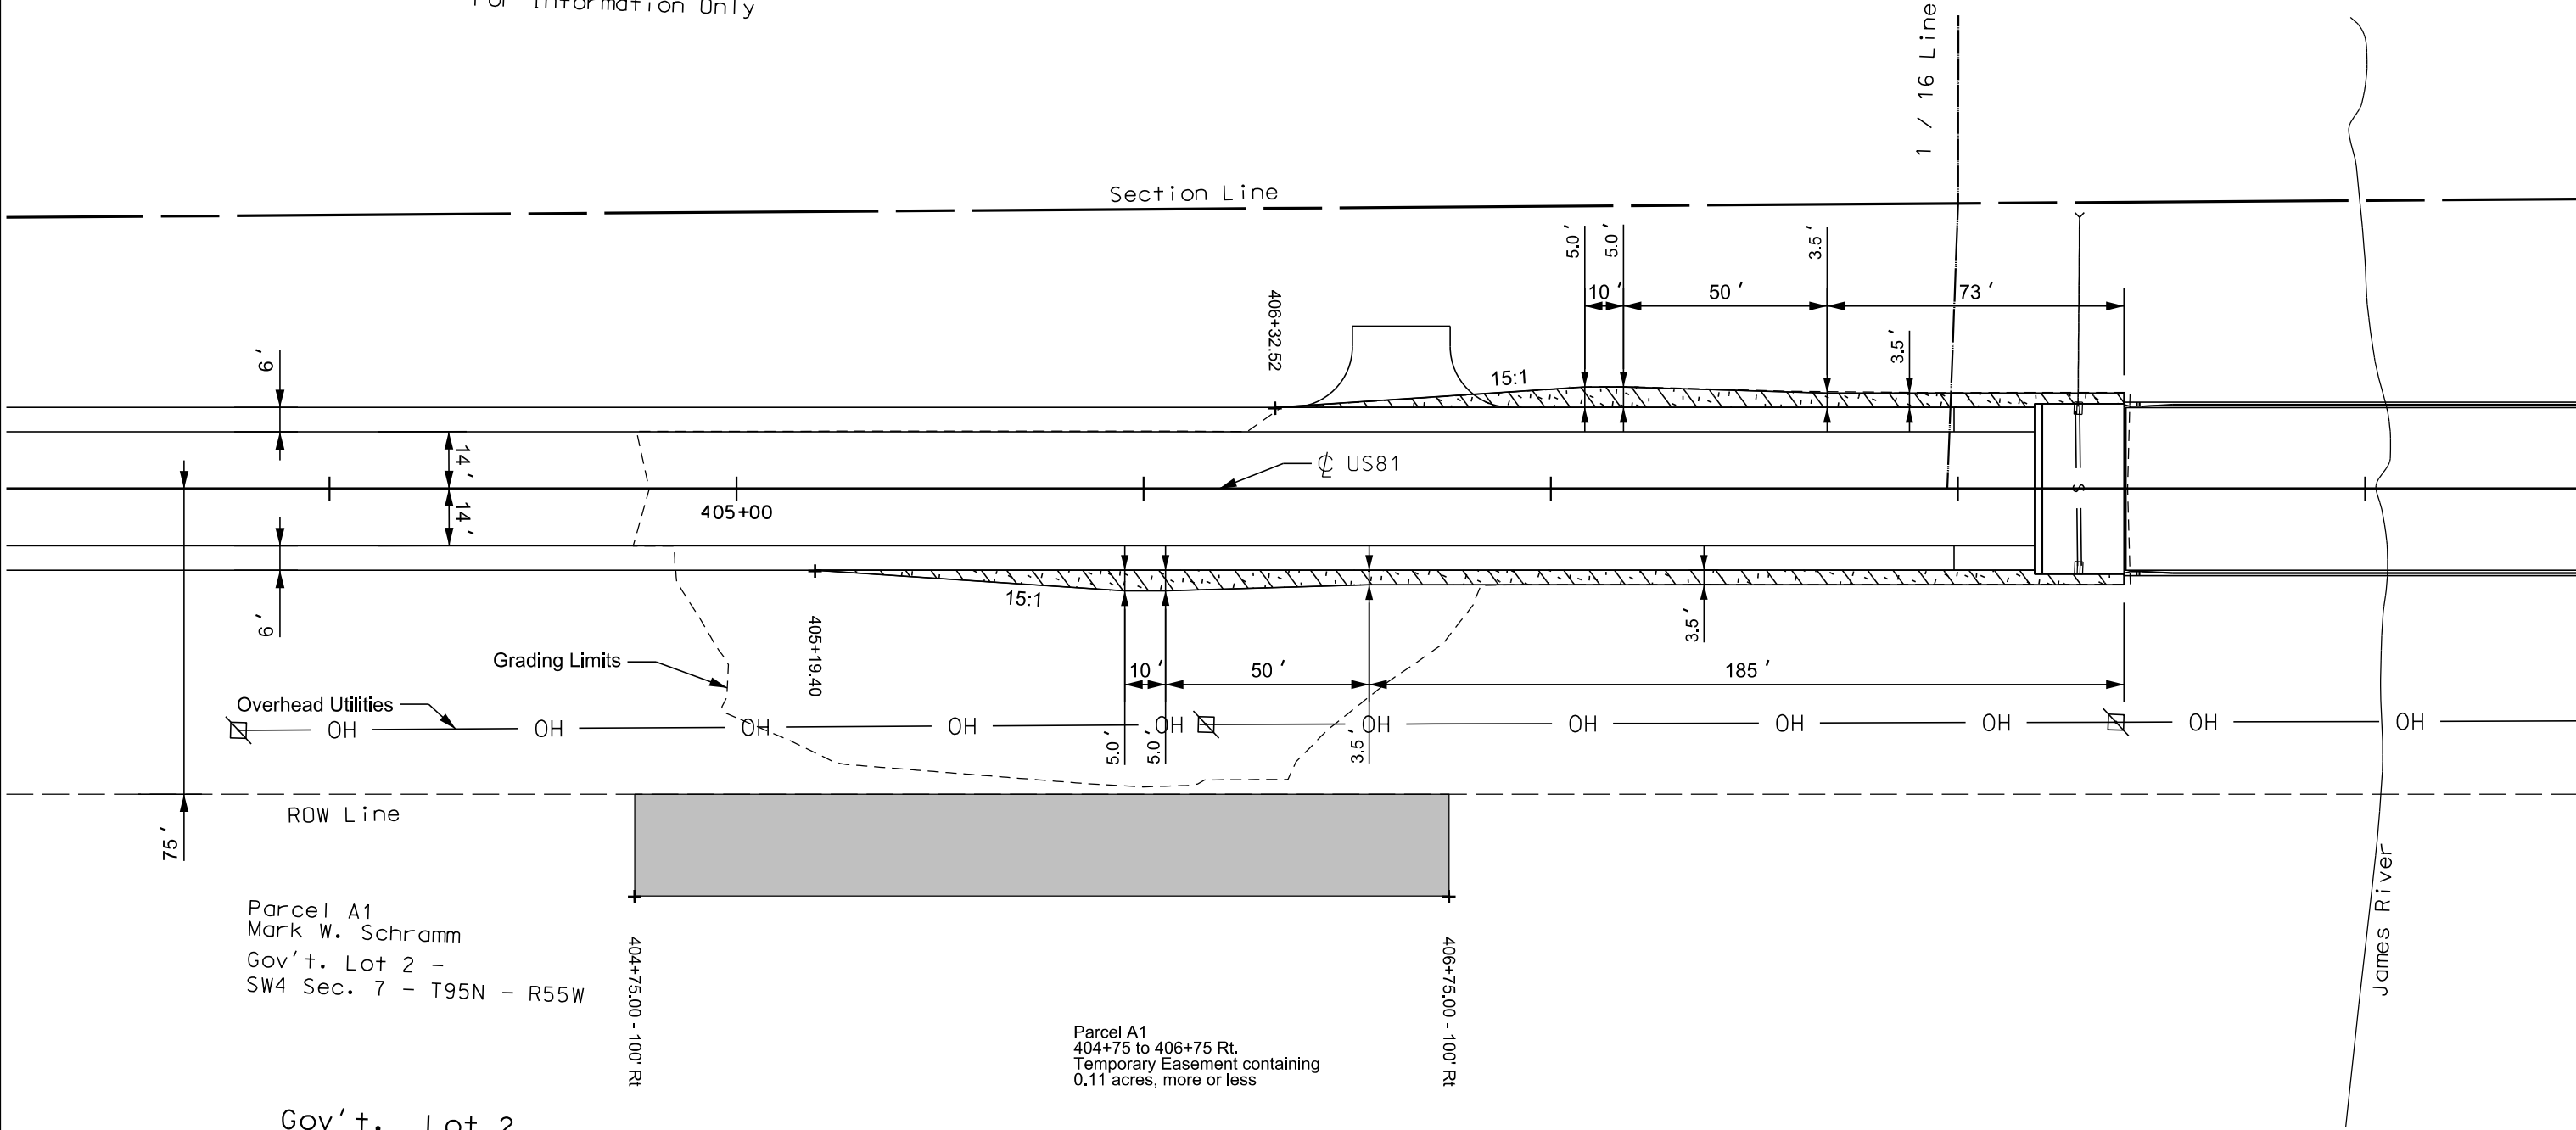 For Information Only
1 / 16 Line
Section Line
5.0'
5.0'
3.5'
10 '
50 '
73 '
406+32.52
3.5'
6 '
15:1
14 '
℄ US81
405+00
14 '
6 '
15:1
405+19.40
3.5'
Grading Limits
10 '
50 '
185 '
Overhead Utilities
OH
OH
OH
OH
OH
OH
OH
OH
OH
OH
OH
5.0'
5.0'
3.5'
S
ROW Line
75 '
James River
Parcel A1
Mark W. Schramm
Gov't. Lot 2 -
SW4 Sec. 7 - T95N - R55W
404+75.00 - 100' Rt
406+75.00 - 100' Rt
Parcel A1
404+75 to 406+75 Rt.
Temporary Easement containing
0.11 acres, more or less
Gov't. Lot 2